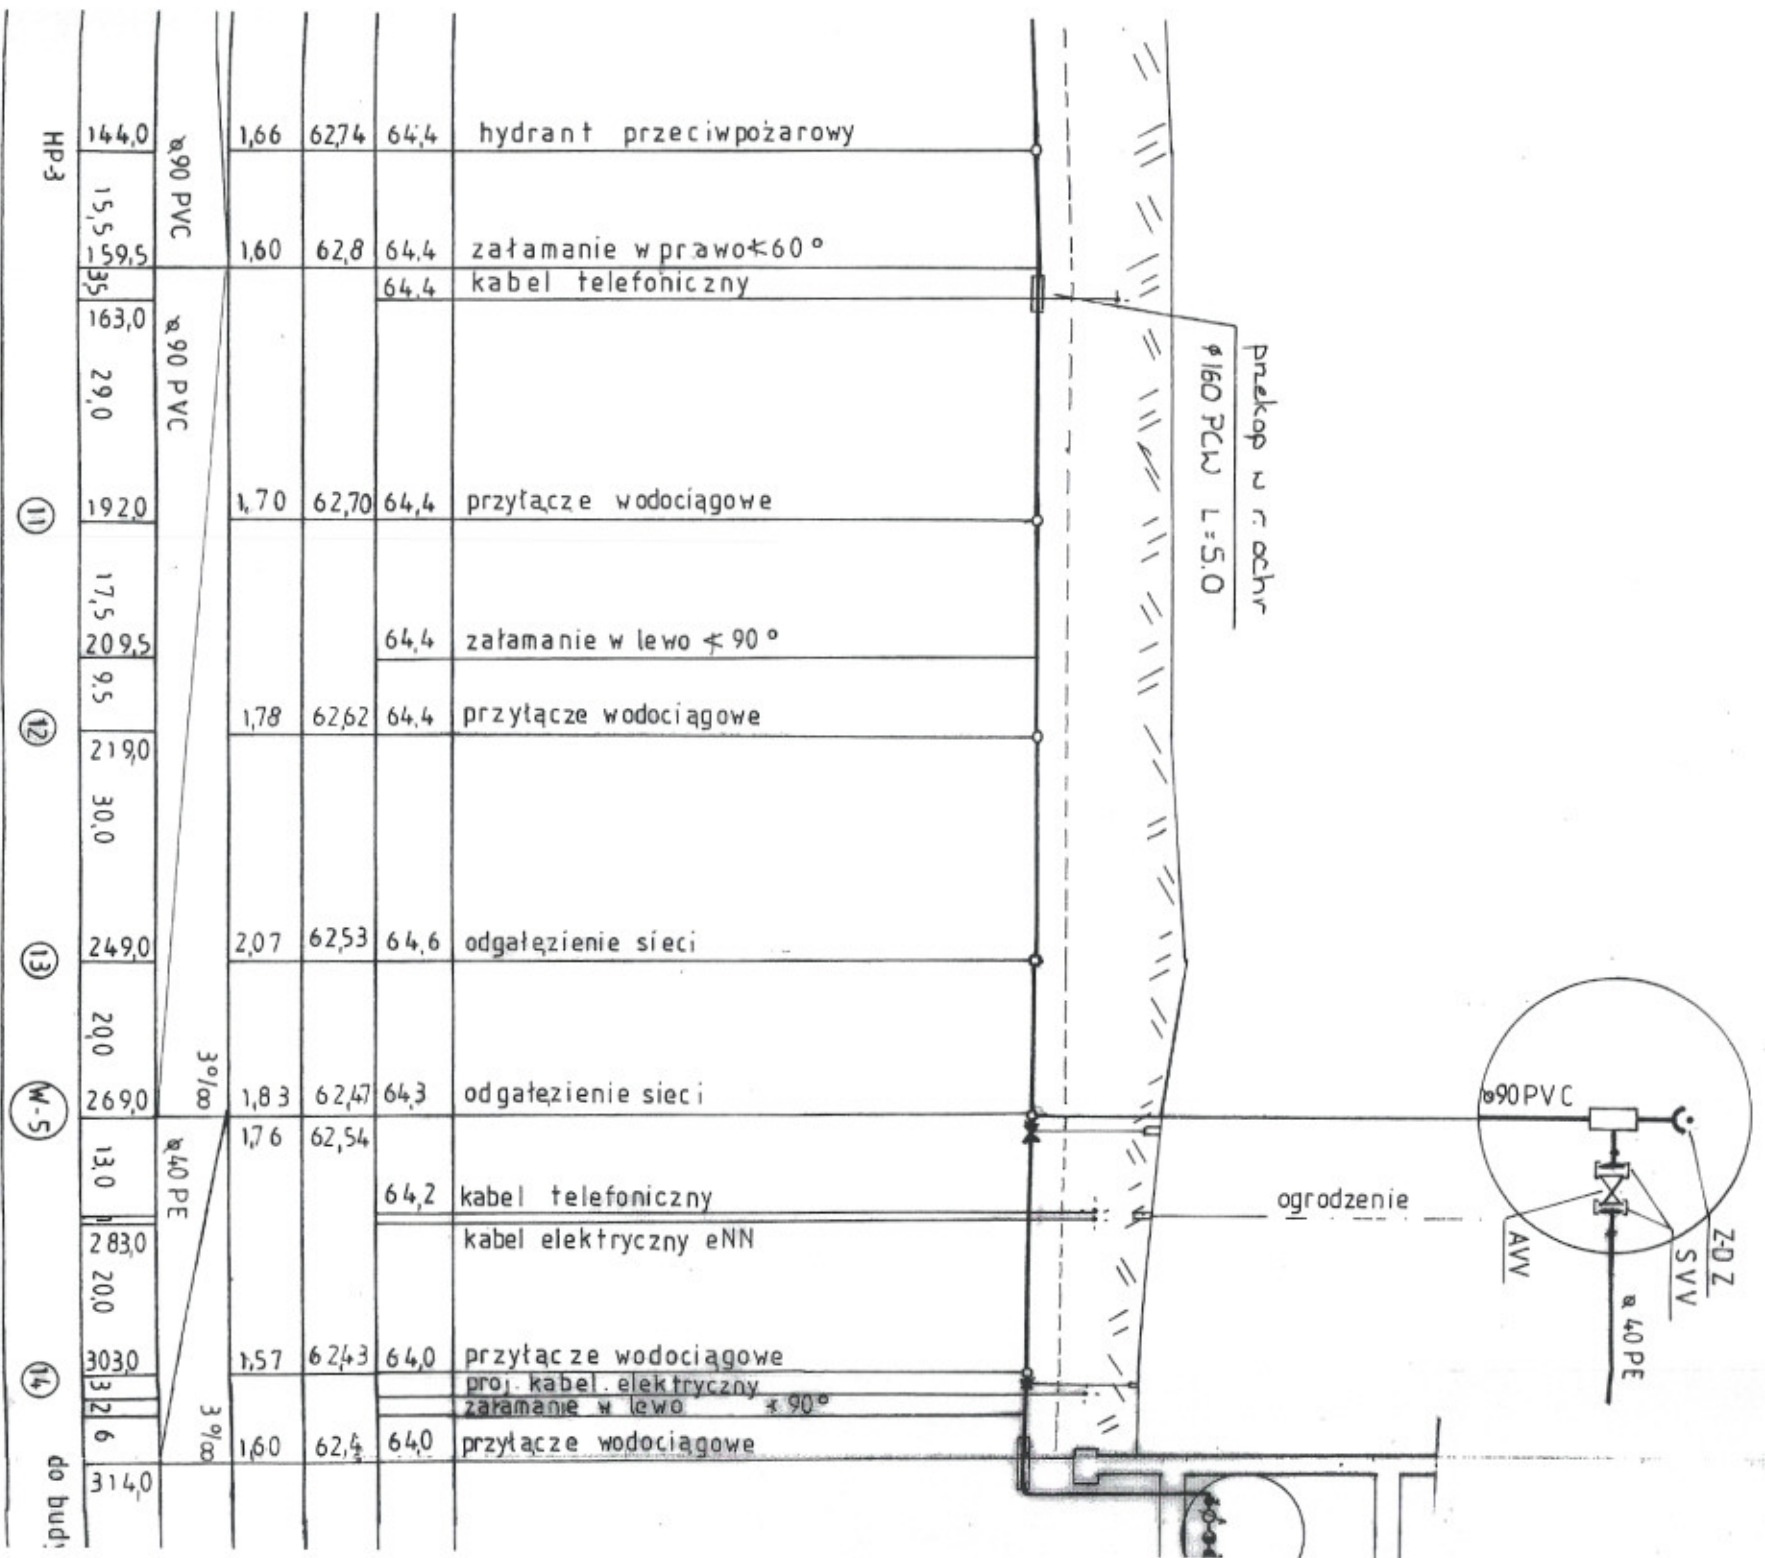 HP-3
144,0
ø90 PVC
1,66 62,74 64,4 hydrant przeciwpożarowy
15,5
159,5
1,60 62,8 64,4 załamanie w prawo ∢60°
3,5
64,4 kabel telefoniczny
163,0
ø90 PVC
29,0
przekop w r. ochr
ø160 PCW L=5.0
11
192,0
1,70 62,70 64,4 przyłącze wodociągowe
17,5
209,5
64,4 załamanie w lewo ∢90°
9,5
12
219,0
1,78 62,62 64,4 przyłącze wodociągowe
30,0
13
249,0
2,07 62,53 64,6 odgałęzienie sieci
20,0
3‰
W-5
269,0
1,83 62,47 64,3 odgałęzienie sieci
1,76 62,54
ø90PVC
ø40PE
13,0
1
64,2 kabel telefoniczny
ogrodzenie
283,0
kabel elektryczny eNN
AVV
SVV
Z-D Z
ø40PE
20,0
14
303,0
1,57 62,43 64,0 przyłącze wodociągowe
3
proj. kabel. elektryczny
2
załamanie w lewo ∢90°
6
3‰
1,60 62,4 64,0 przyłącze wodociągowe
314,0
do budy